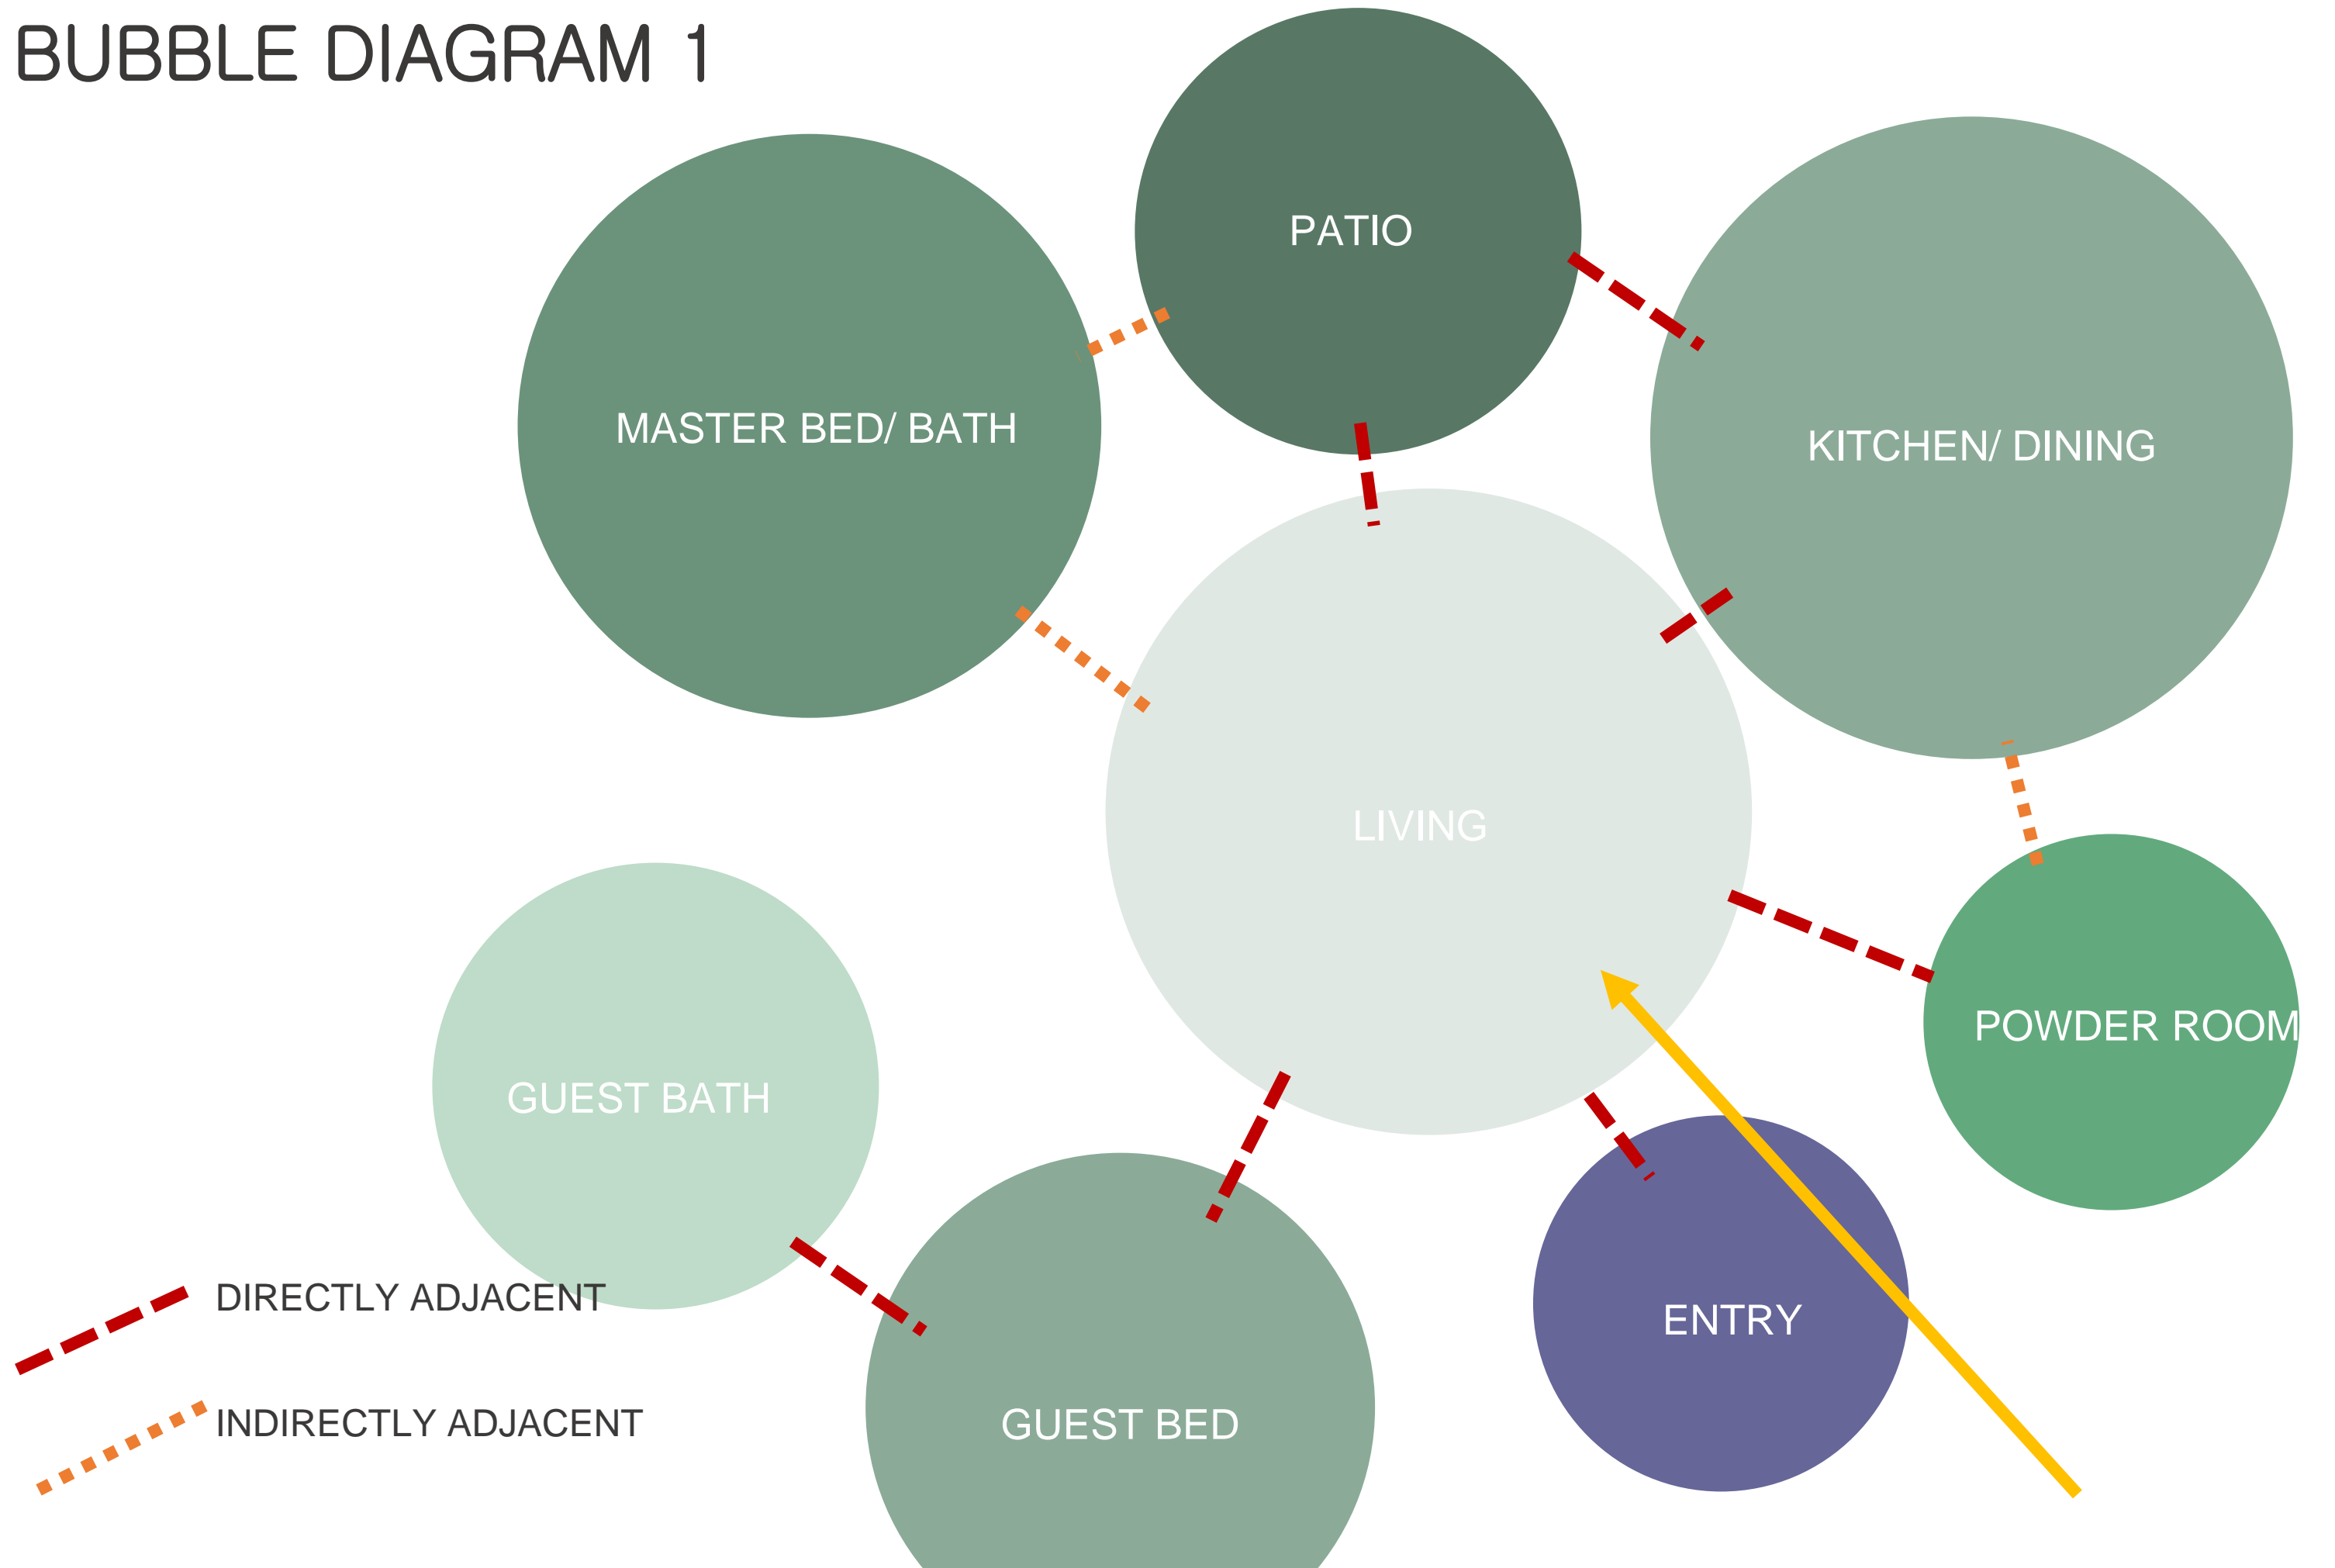 BUBBLE DIAGRAM 1
PATIO
MASTER BED/ BATH
KITCHEN/ DINING
LIVING
POWDER ROOM
GUEST BATH
ENTRY
GUEST BED
DIRECTLY ADJACENT
INDIRECTLY ADJACENT